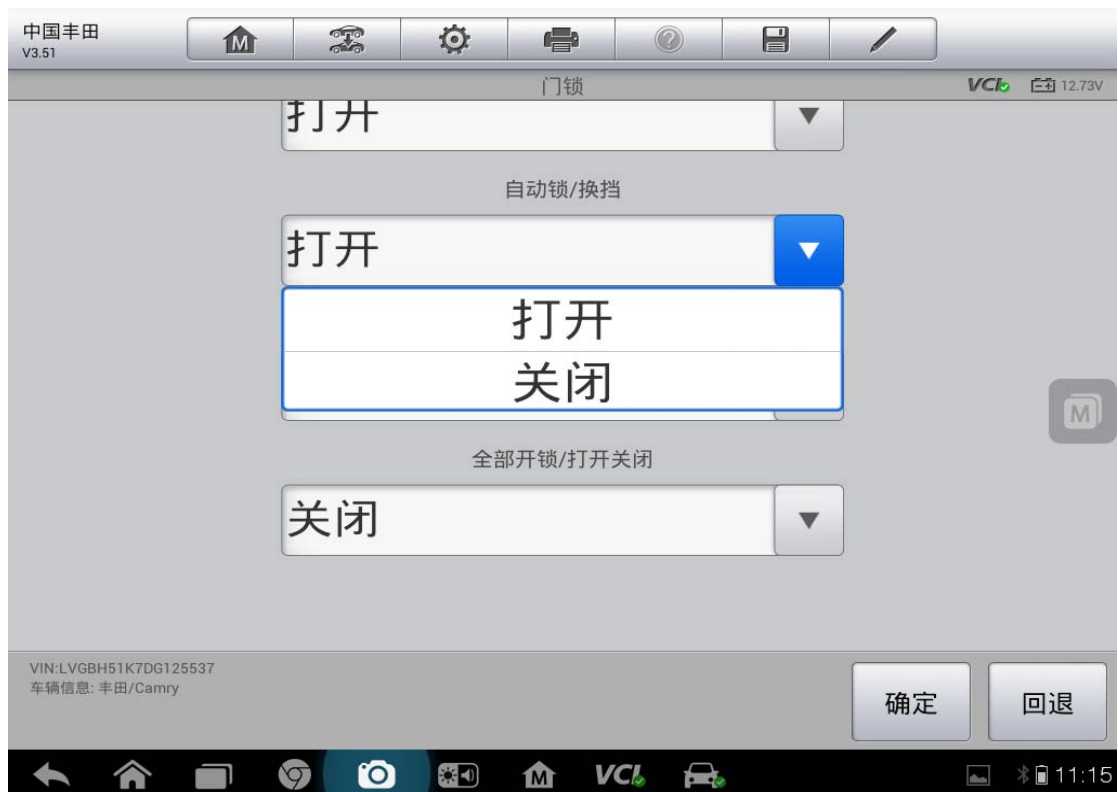 中国丰田
V3.51
M
?
门锁
VCI
12.73V
打开
自动锁/换挡
打开
打开
关闭
M
全部开锁/打开关闭
关闭
VIN:LVGBH51K7DG125537
车辆信息: 丰田/Camry
确定
回退
M
VCI
11:15